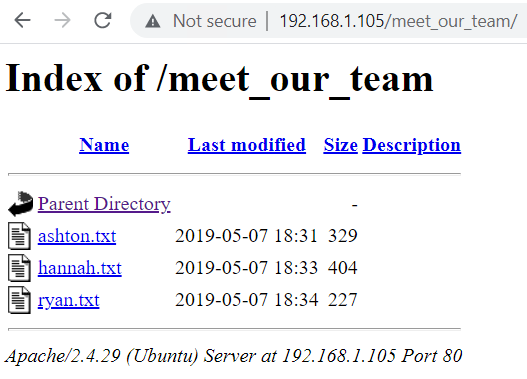 Not secure | 192.168.1.105/meet_our_team/
Index of /meet_our_team
Name Last modified Size Description
Parent Directory -
ashton.txt 2019-05-07 18:31 329
hannah.txt 2019-05-07 18:33 404
ryan.txt 2019-05-07 18:34 227
Apache/2.4.29 (Ubuntu) Server at 192.168.1.105 Port 80